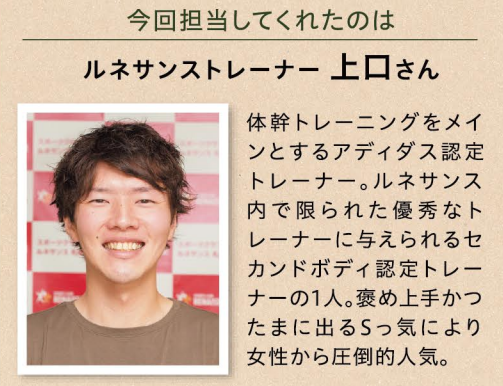 今回担当してくれたのは
ルネサンストレーナー 上口さん
体幹トレーニングをメイ
ンとするアディダス認定
トレーナー。ルネサンス
内で限られた優秀なト
レーナーに与えられるセ
カンドボディ認定トレー
ナーの1人。褒め上手かつ
たまに出るSっ気により
女性から圧倒的人気。